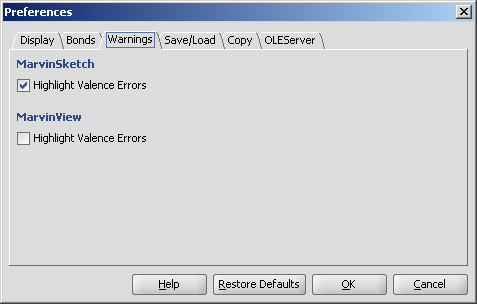 Preferences
Display Bonds Warnings Save/Load Copy OLEServer
MarvinSketch
Highlight Valence Errors
MarvinView
Highlight Valence Errors
Help Restore Defaults OK Cancel